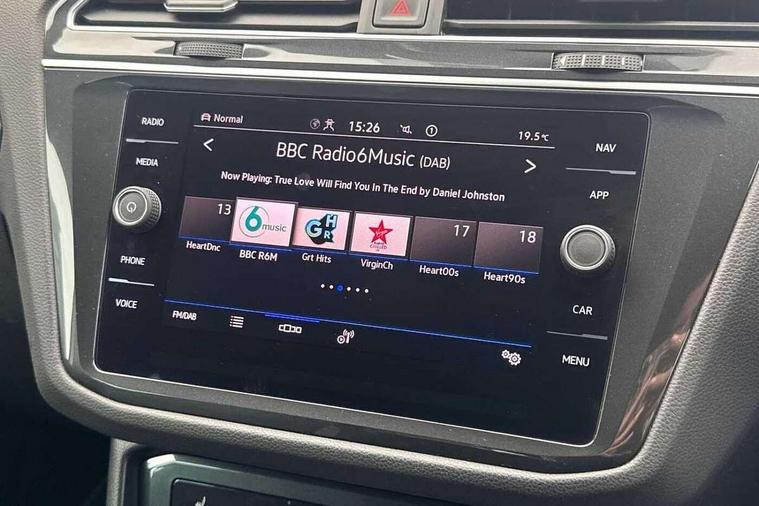 RADIO
MEDIA
PHONE
VOICE
Normal
15:26
1
19.5°C
BBC Radio6Music (DAB)
Now Playing: True Love Will Find You In The End by Daniel Johnston
13
6 music
GHR
17
18
HeartDnc
BBC R6M
Grt Hits
VirginCh
Heart00s
Heart90s
FM/DAB
NAV
APP
CAR
MENU